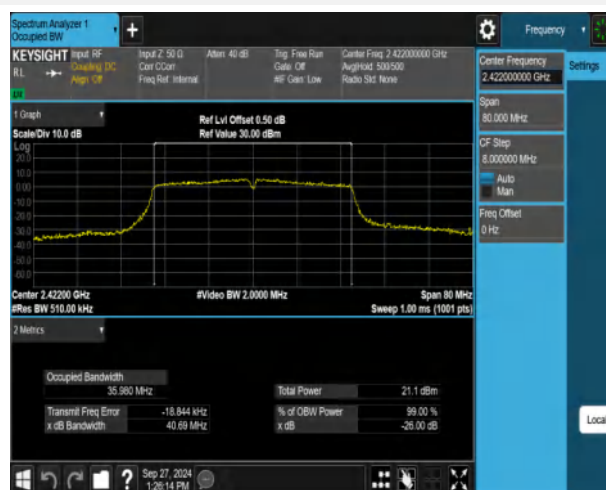 Spectrum Analyzer 1
Occupied BW
Frequency
KEYSIGHT
Input: RF
Input Z: 50 Ω
Atten: 40 dB
Trig: Free Run
Center Freq: 2.422000000 GHz
RL
Coupling: DC
Corr CCorr
Gate: Off
Avg|Hold: 500/500
Align: Off
Freq Ref: Internal
#IF Gain: Low
Radio Std: None
Center Frequency
2.422000000 GHz
Settings
Span
80.000 MHz
CF Step
8.000000 MHz
Auto
Man
Freq Offset
0 Hz
Local
1 Graph
Ref Lvl Offset 0.50 dB
Scale/Div 10.0 dB
Ref Value 30.00 dBm
Log
20.0
10.0
0.00
-10.0
-20.0
-30.0
-40.0
-50.0
-60.0
Center 2.42200 GHz
#Video BW 2.0000 MHz
Span 80 MHz
#Res BW 510.00 kHz
Sweep 1.00 ms (1001 pts)
2 Metrics
Occupied Bandwidth
35.980 MHz
Total Power
21.1 dBm
Transmit Freq Error
-18.844 kHz
% of OBW Power
99.00 %
x dB Bandwidth
40.69 MHz
x dB
-26.00 dB
Sep 27, 2024
1:26:14 PM